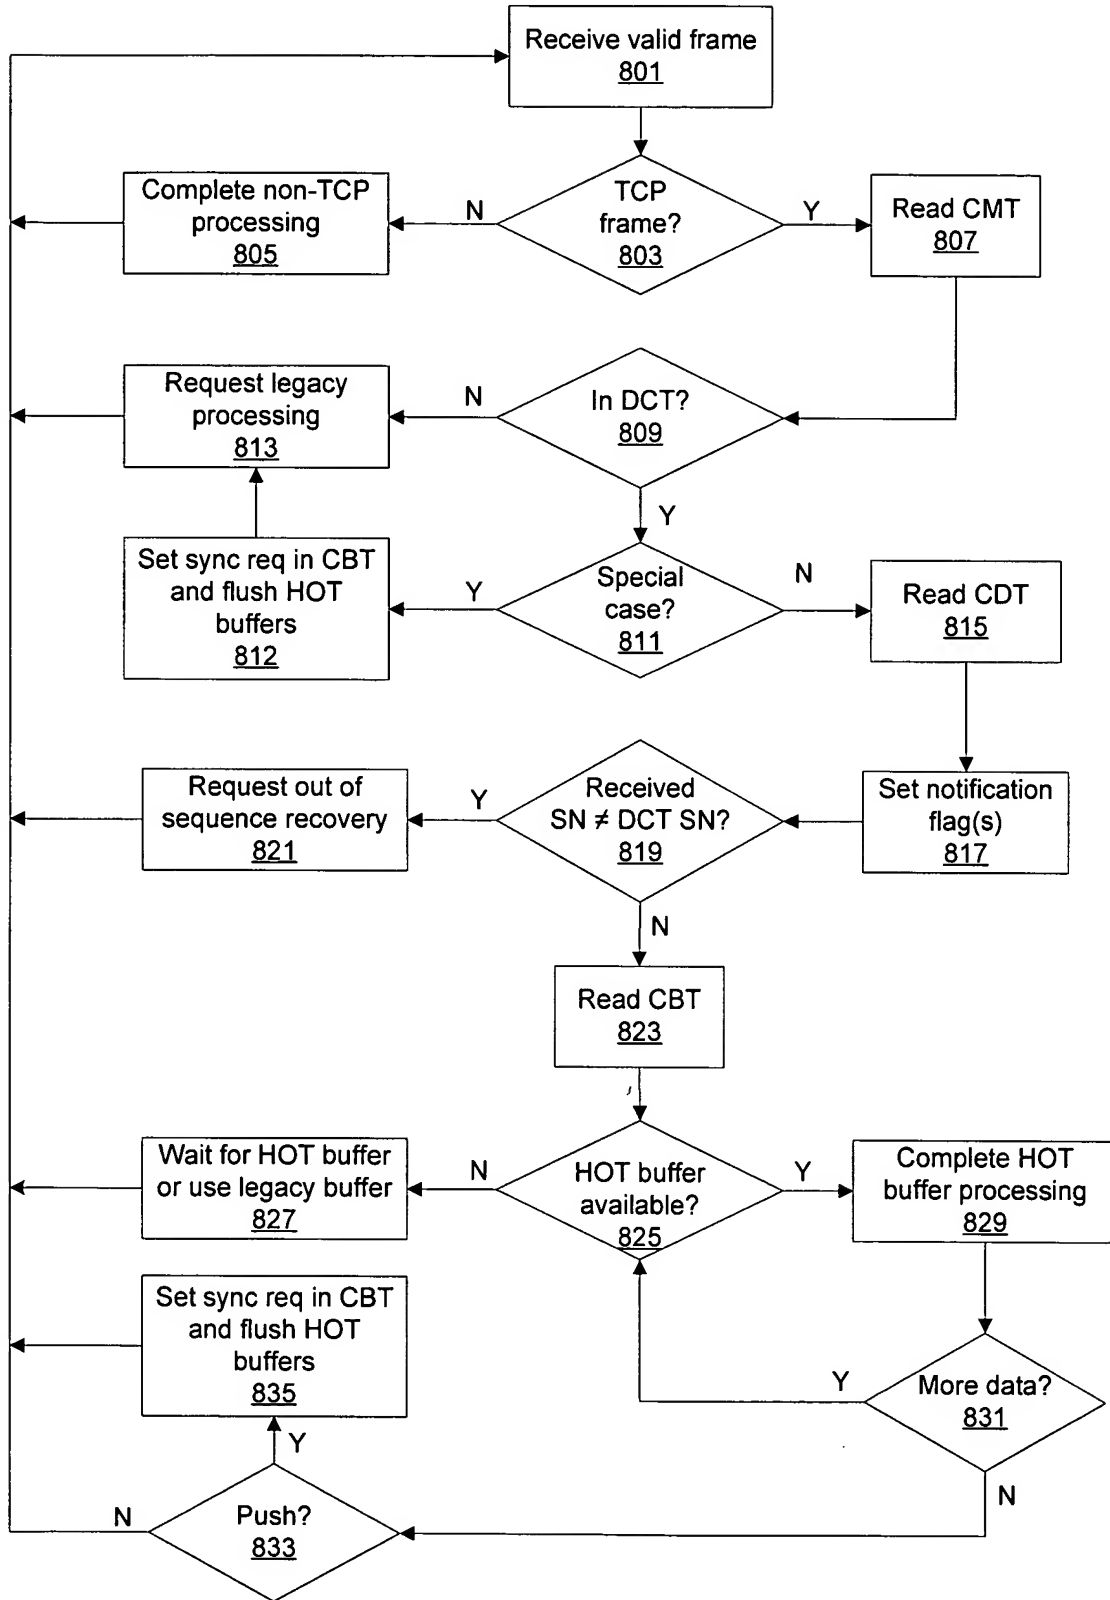 Receive valid frame
801
TCP
frame?
803
N
Y
Complete non-TCP
processing
805
Read CMT
807
In DCT?
809
N
Y
Request legacy
processing
813
Special
case?
811
Y
N
Set sync req in CBT
and flush HOT
buffers
812
Read CDT
815
Set notification
flag(s)
817
Received
SN ≠ DCT SN?
819
Y
N
Request out of
sequence recovery
821
Read CBT
823
HOT buffer
available?
825
N
Y
Wait for HOT buffer
or use legacy buffer
827
Complete HOT
buffer processing
829
More data?
831
Y
N
Set sync req in CBT
and flush HOT
buffers
835
Y
Push?
833
N